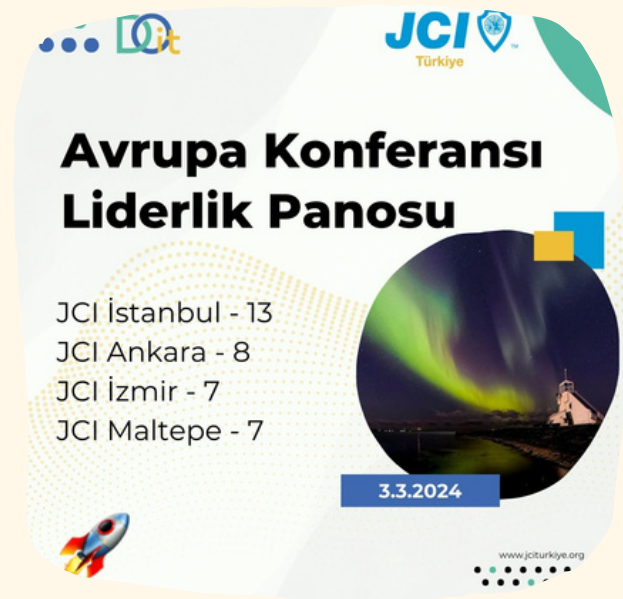 DOit
JCI
Türkiye
Avrupa Konferansı
Liderlik Panosu
JCI İstanbul - 13
JCI Ankara - 8
JCI İzmir - 7
JCI Maltepe - 7
3.3.2024
www.jciturkiye.org